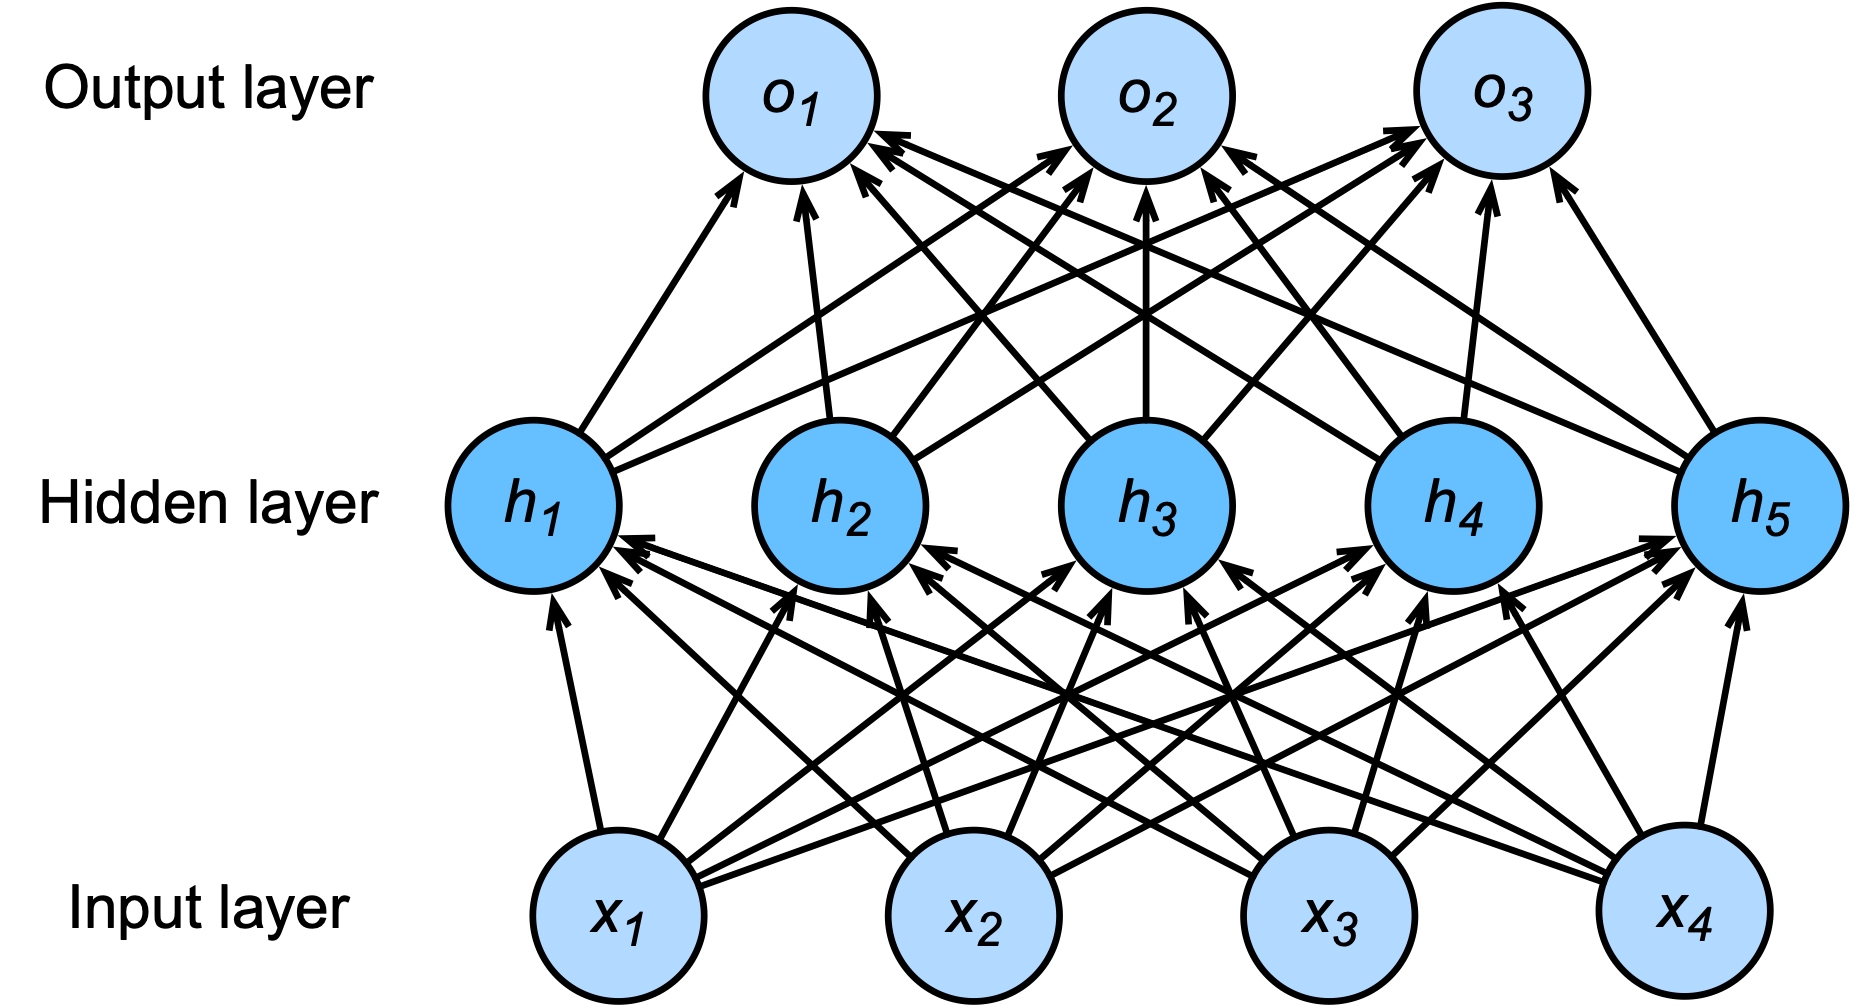 Output layer o1 o2 o3
Hidden layer h1 h2 h3 h4 h5
Input layer x1 x2 x3 x4